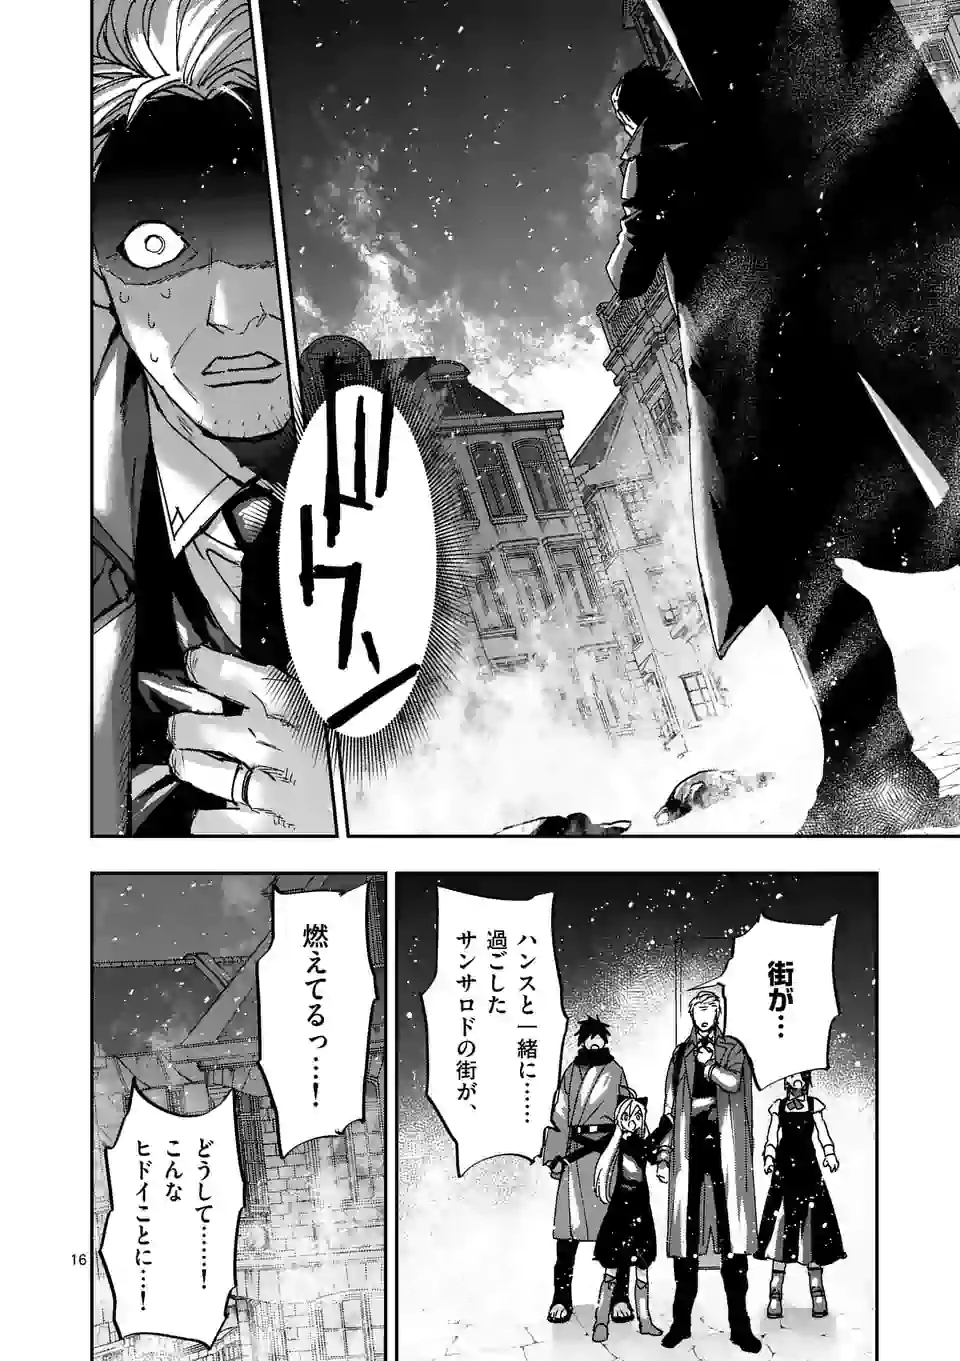 ドクン
街が…
ハンスと一緒に……
過ごした
サンサロドの街が、
燃えてるっ…！
どうして………！
こんな
ヒドイことに……！
16